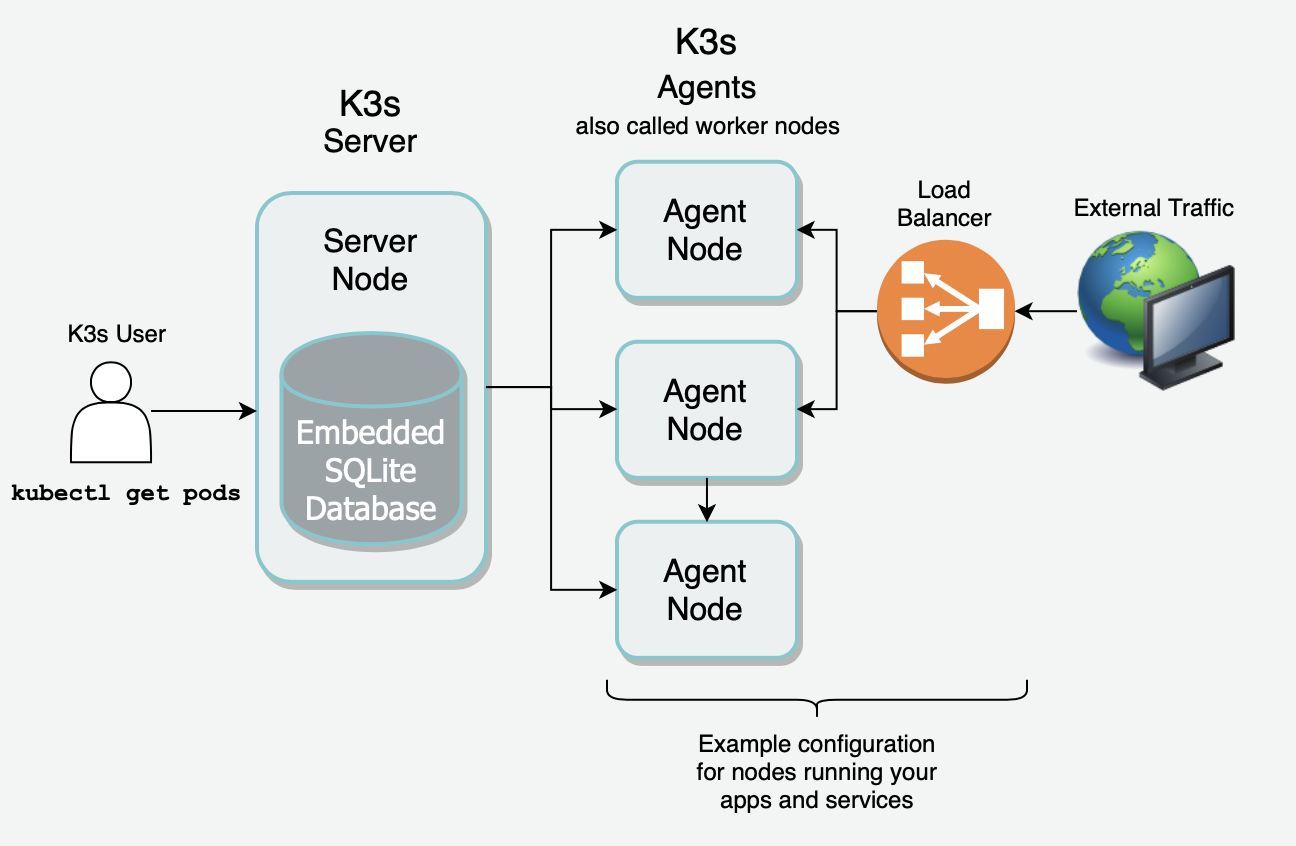 K3s
Agents
also called worker nodes
K3s
Server
Server
Node
Embedded
SQLite
Database
K3s User
kubectl get pods
Agent
Node
Agent
Node
Agent
Node
Load
Balancer
External Traffic
Example configuration
for nodes running your
apps and services